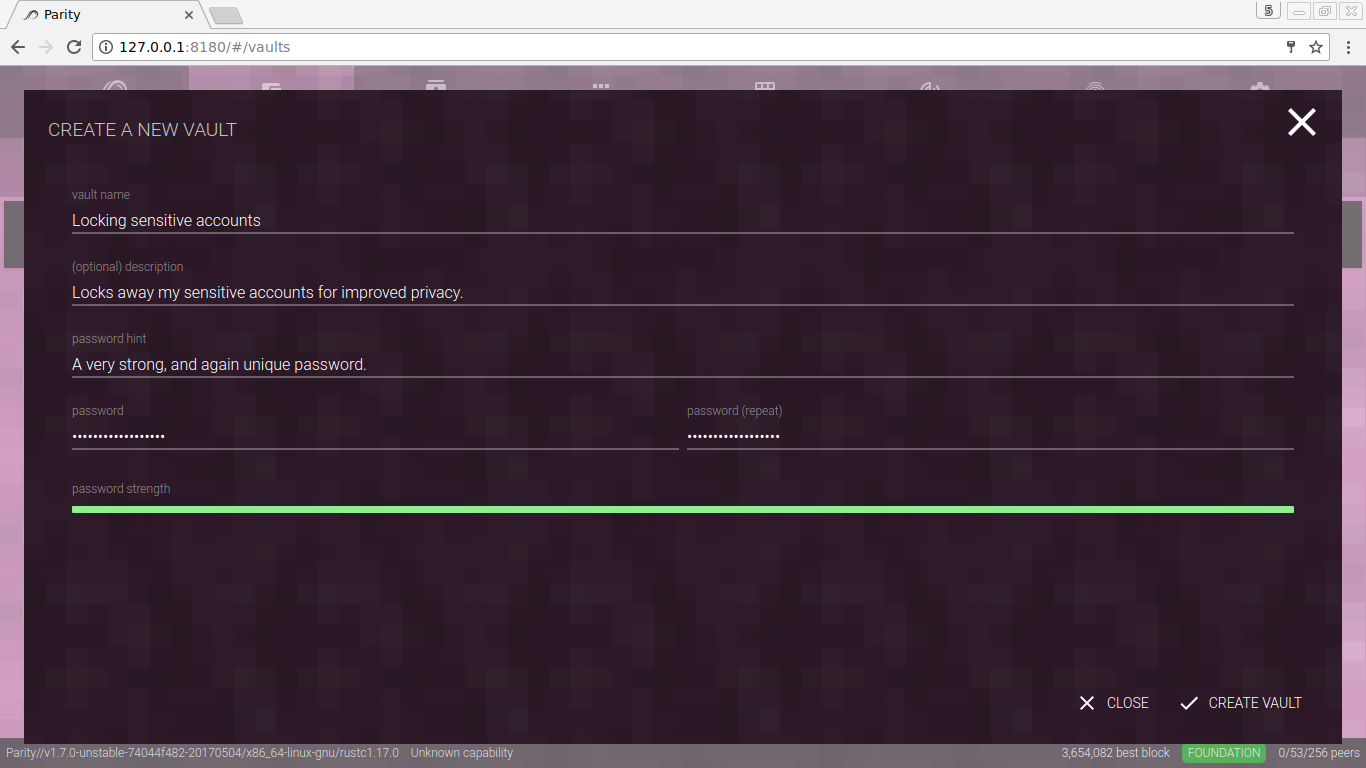 Parity
5
127.0.0.1:8180/#/vaults
CREATE A NEW VAULT
vault name
Locking sensitive accounts
(optional) description
Locks away my sensitive accounts for improved privacy.
password hint
A very strong, and again unique password.
password password (repeat)
•••••••••••••••••• ••••••••••••••••••
password strength
CLOSE CREATE VAULT
Parity//v1.7.0-unstable-74044f482-20170504/x86_64-linux-gnu/rustc1.17.0 Unknown capability 3,654,082 best block FOUNDATION 0/53/256 peers